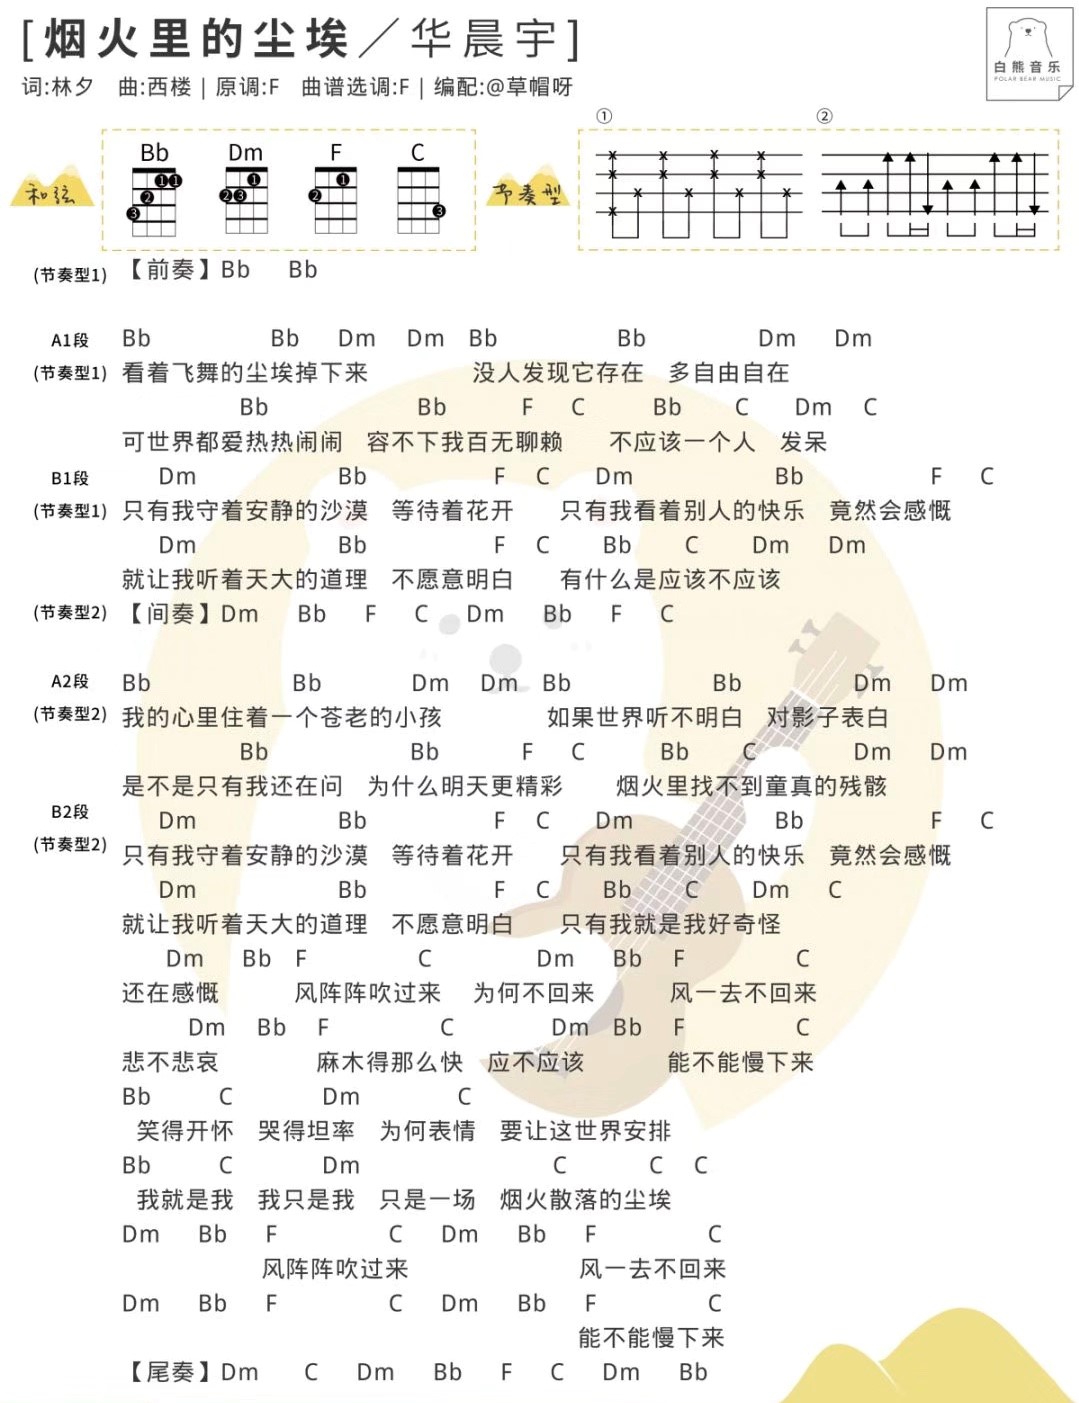 [烟火里的尘埃／华晨宇]
词:林夕 曲:西楼 | 原调:F 曲谱选调:F | 编配:@草帽呀
白熊音乐
POLAR BEAR MUSIC
① ②
和弦 Bb Dm F C 节奏型
(节奏型1) 【前奏】Bb Bb
A1段 Bb Bb Dm Dm Bb Bb Dm Dm
(节奏型1) 看着飞舞的尘埃掉下来 没人发现它存在 多自由自在
Bb Bb F C Bb C Dm C
可世界都爱热热闹闹 容不下我百无聊赖 不应该一个人 发呆
B1段 Dm Bb F C Dm Bb F C
(节奏型1) 只有我守着安静的沙漠 等待着花开 只有我看着别人的快乐 竟然会感慨
Dm Bb F C Bb C Dm Dm
就让我听着天大的道理 不愿意明白 有什么是应该不应该
(节奏型2) 【间奏】Dm Bb F C Dm Bb F C
A2段 Bb Bb Dm Dm Bb Bb Dm Dm
(节奏型2) 我的心里住着一个苍老的小孩 如果世界听不明白 对影子表白
Bb Bb F C Bb C Dm Dm
是不是只有我还在问 为什么明天更精彩 烟火里找不到童真的残骸
B2段 Dm Bb F C Dm Bb F C
(节奏型2) 只有我守着安静的沙漠 等待着花开 只有我看着别人的快乐 竟然会感慨
Dm Bb F C Bb C Dm C
就让我听着天大的道理 不愿意明白 只有我就是我好奇怪
Dm Bb F C Dm Bb F C
还在感慨 风阵阵吹过来 为何不回来 风一去不回来
Dm Bb F C Dm Bb F C
悲不悲哀 麻木得那么快 应不应该 能不能慢下来
Bb C Dm C
笑得开怀 哭得坦率 为何表情 要让这世界安排
Bb C Dm C C C
我就是我 我只是我 只是一场 烟火散落的尘埃
Dm Bb F C Dm Bb F C
风阵阵吹过来 风一去不回来
Dm Bb F C Dm Bb F C
能不能慢下来
【尾奏】Dm C Dm Bb F C Dm Bb